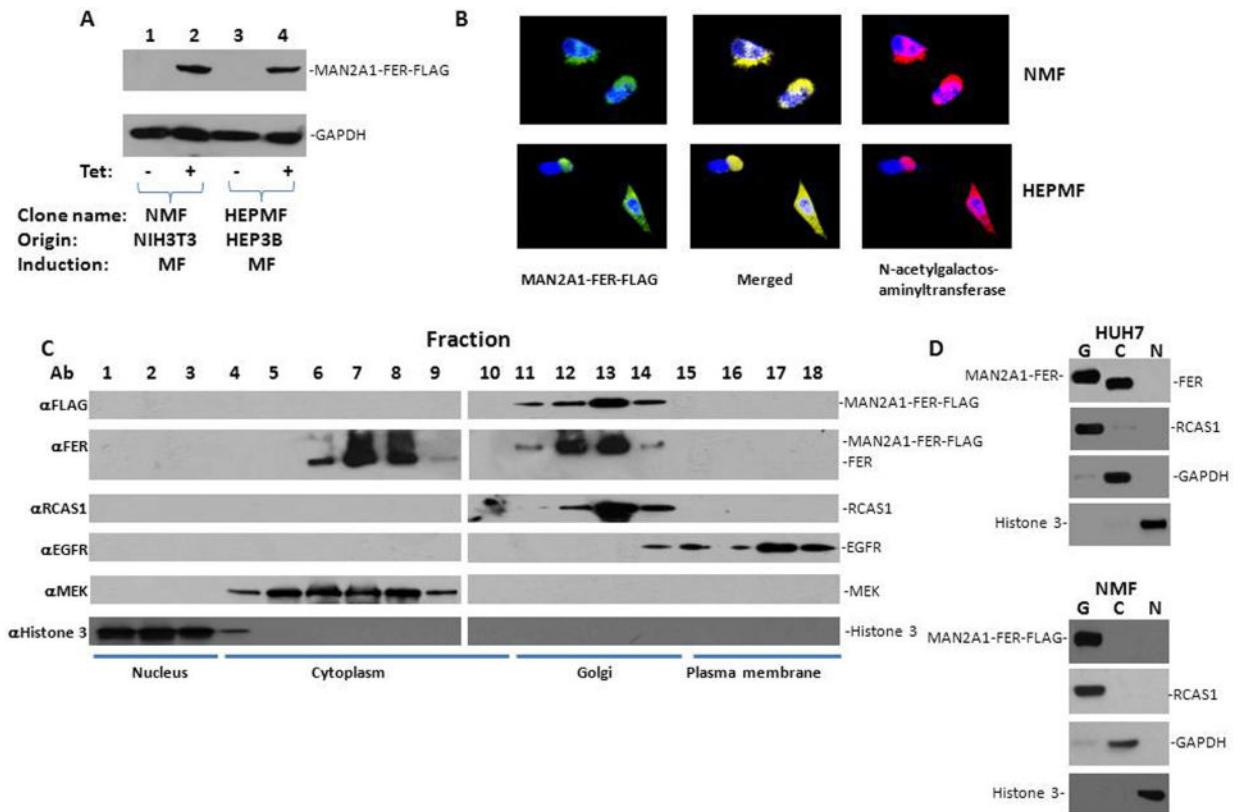 A
1 2 3 4
-MAN2A1-FER-FLAG
-GAPDH
Tet: - + - +
Clone name: NMF HEPMF
Origin: NIH3T3 HEP3B
Induction: MF MF
B
NMF
HEPMF
MAN2A1-FER-FLAG
Merged
N-acetylgalactos-
aminyltransferase
C
Fraction
Ab 1 2 3 4 5 6 7 8 9 10 11 12 13 14 15 16 17 18
αFLAG -MAN2A1-FER-FLAG
αFER -MAN2A1-FER-FLAG
-FER
αRCAS1 -RCAS1
αEGFR -EGFR
αMEK -MEK
αHistone 3 -Histone 3
Nucleus Cytoplasm Golgi Plasma membrane
D
HUH7
G C N
MAN2A1-FER- -FER
-RCAS1
-GAPDH
Histone 3-
NMF
G C N
MAN2A1-FER-FLAG-
-RCAS1
-GAPDH
Histone 3-